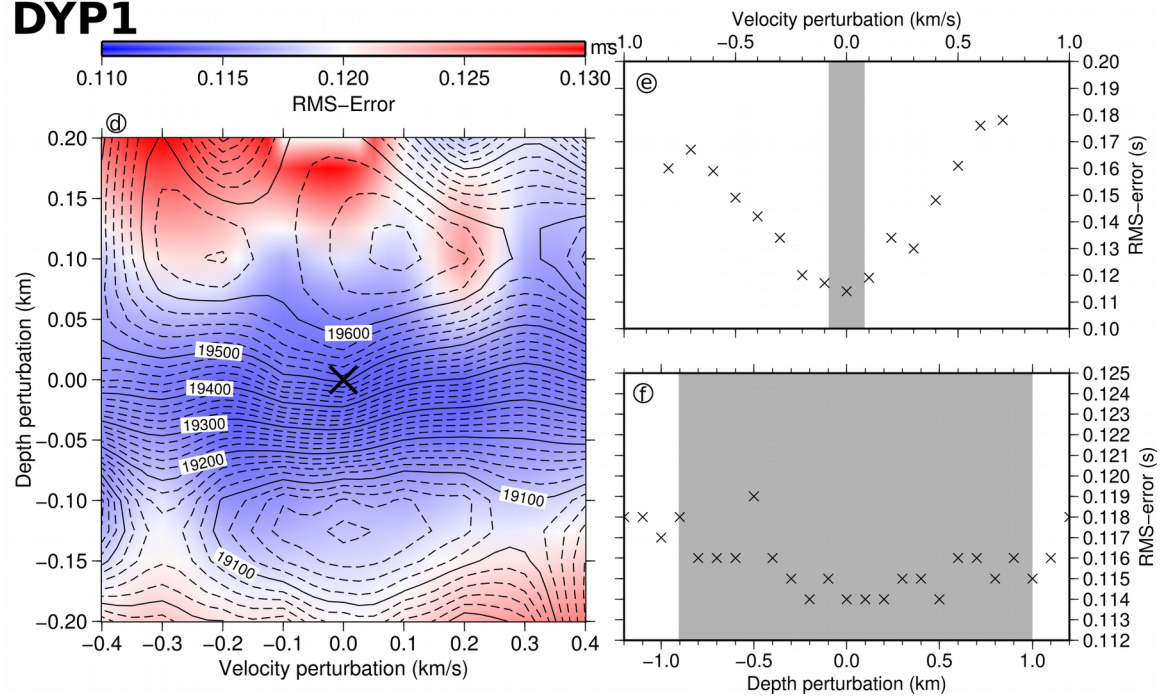 DYP1
ms
0.110 0.115 0.120 0.125 0.130
RMS−Error
d
0.20
0.15
0.10
0.05
0.00
−0.05
−0.10
−0.15
−0.20
Depth perturbation (km)
19600
19500
19400
19300
19200
19100
19100
−0.4 −0.3 −0.2 −0.1 0.0 0.1 0.2 0.3 0.4
Velocity perturbation (km/s)
Velocity perturbation (km/s)
1.0 −0.5 0.0 0.5 1.0
e
0.20
0.19
0.18
0.17
0.16
0.15
0.14
0.13
0.12
0.11
0.10
RMS−error (s)
f
0.125
0.124
0.123
0.122
0.121
0.120
0.119
0.118
0.117
0.116
0.115
0.114
0.113
0.112
RMS−error (s)
−1.0 −0.5 0.0 0.5 1.0
Depth perturbation (km)